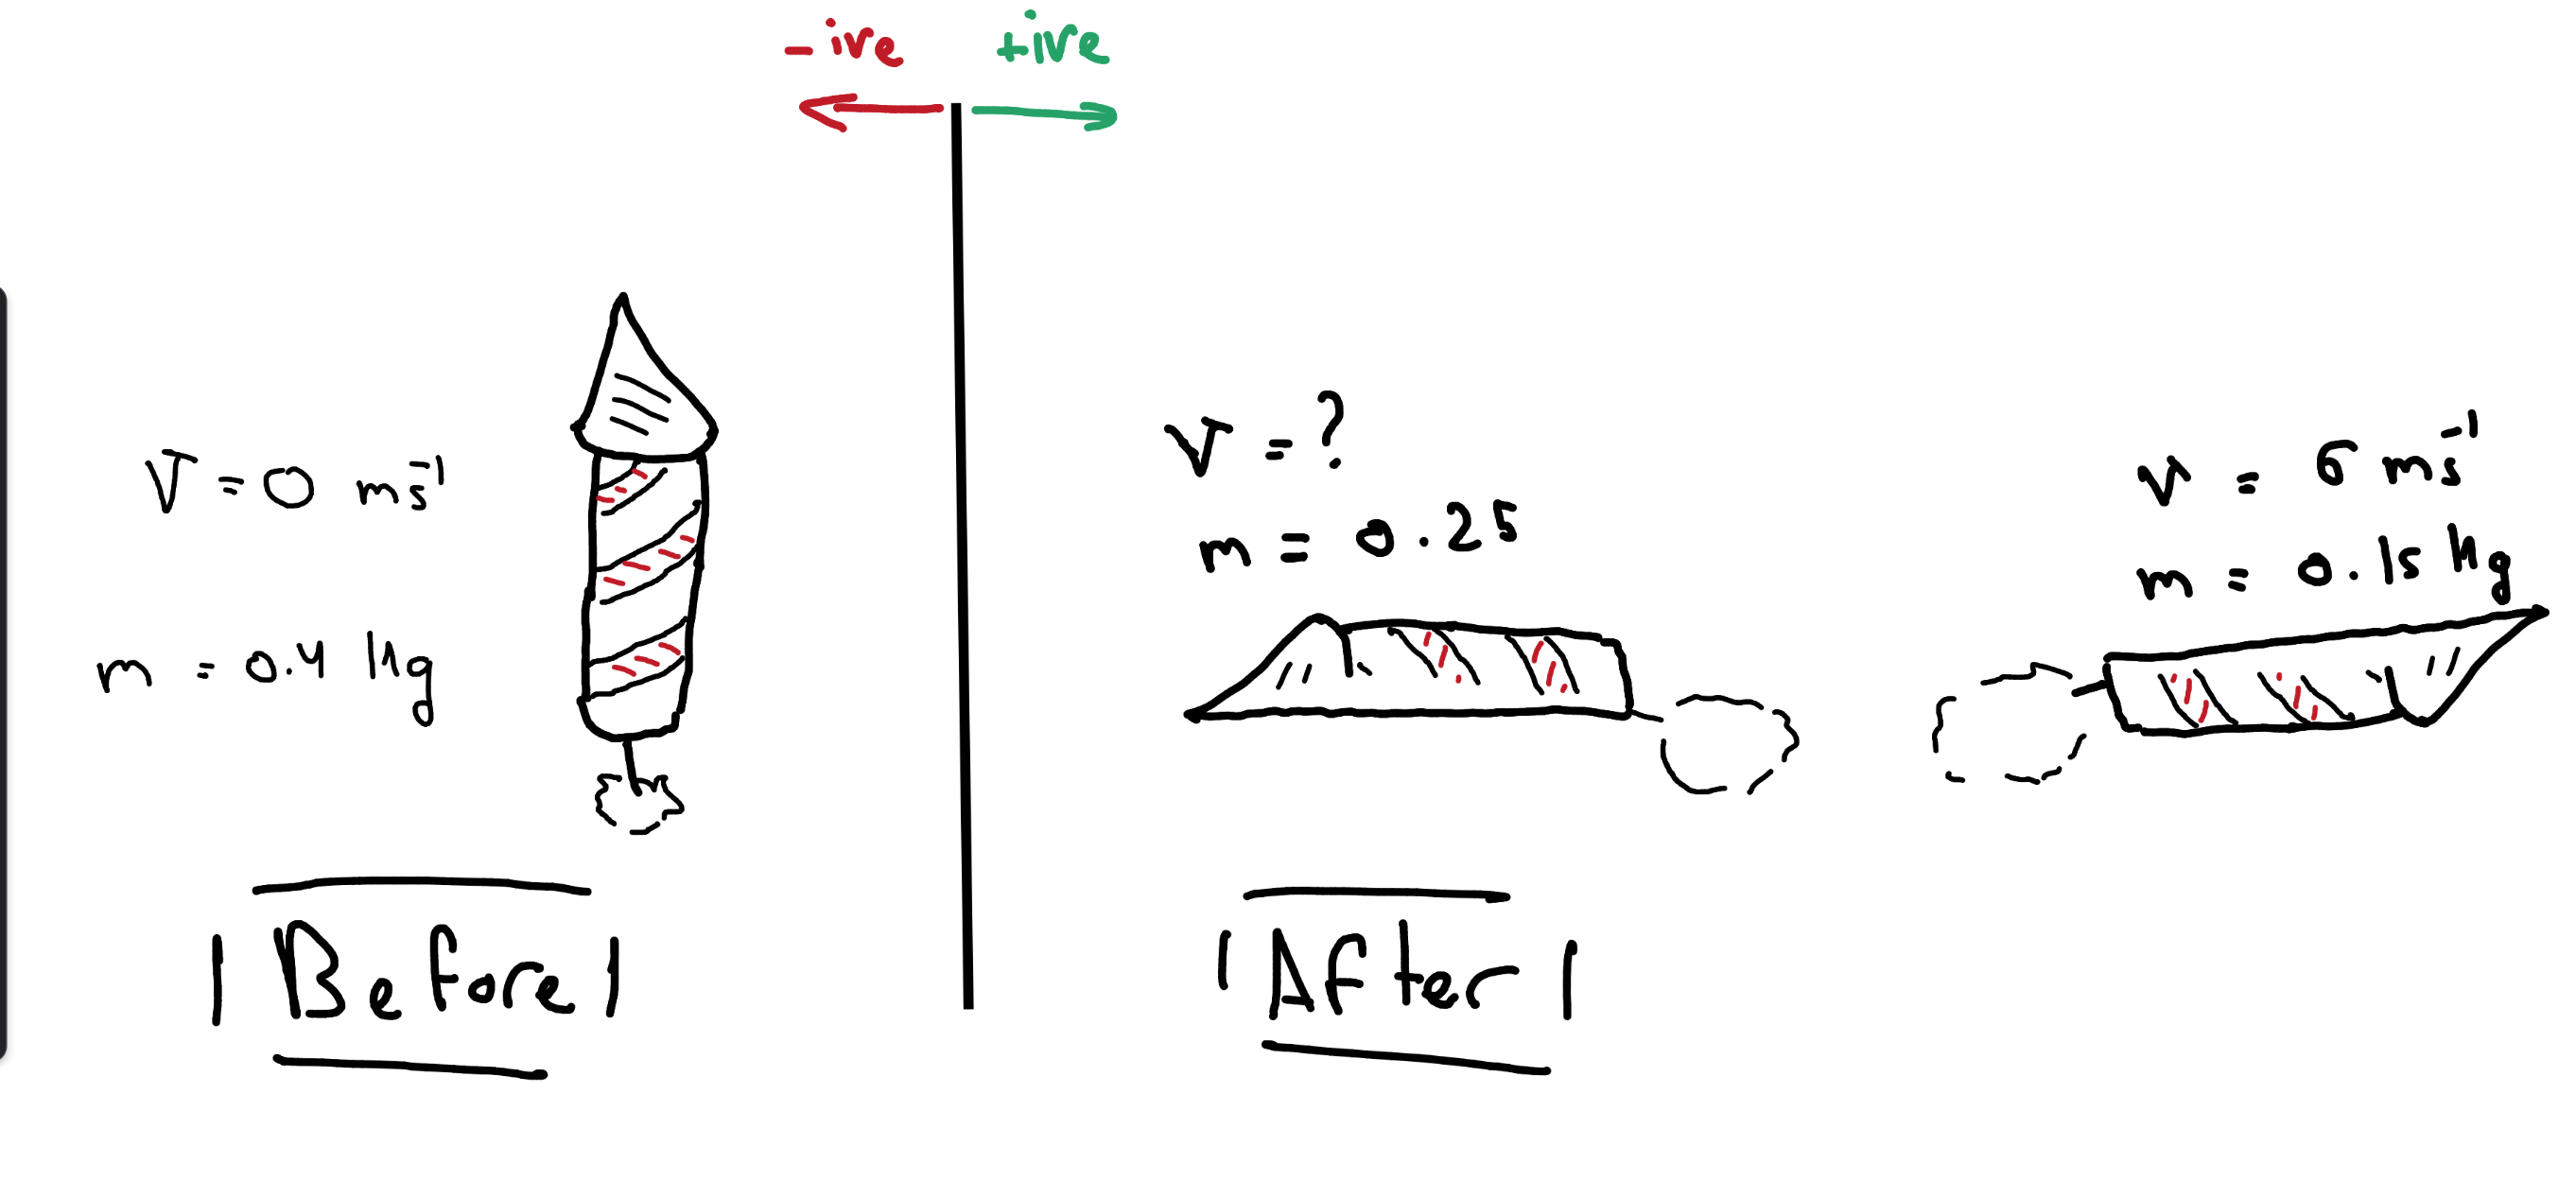 -ive
+ive
V = 0 ms⁻¹
m = 0.4 Kg
V = ?
m = 0.25
v = 6 ms⁻¹
m = 0.15 Kg
Before
After